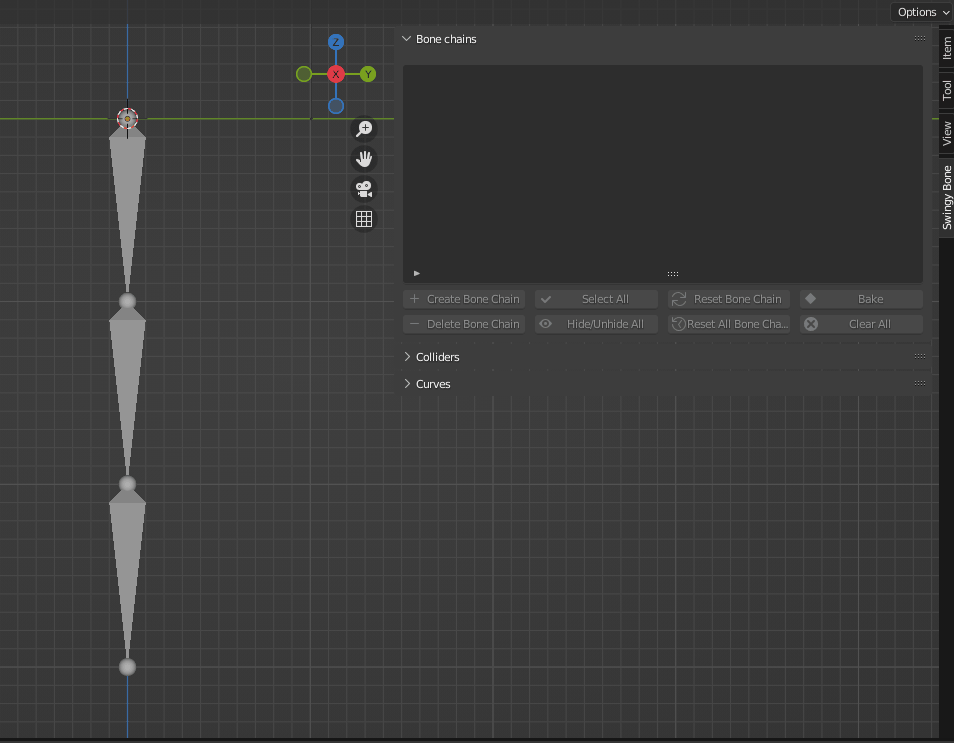 Options
Bone chains
Z
X
Y
Item
Tool
View
Swingy Bone
Create Bone Chain
Select All
Reset Bone Chain
Bake
Delete Bone Chain
Hide/Unhide All
Reset All Bone Cha...
Clear All
Colliders
Curves